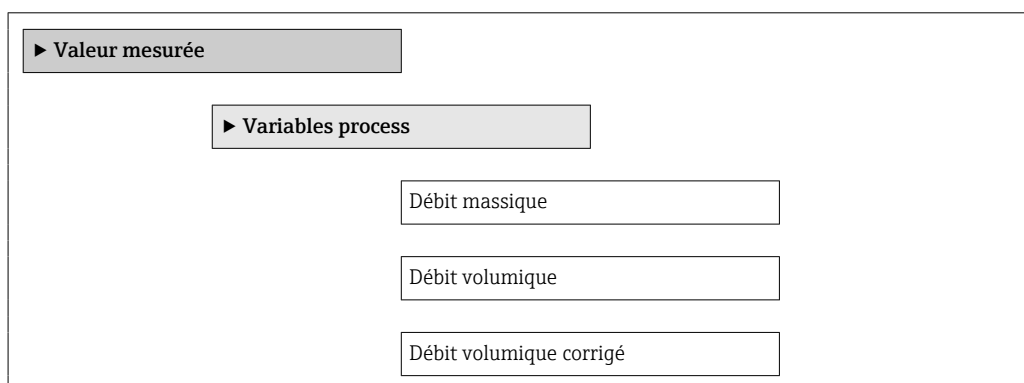 ▶ Valeur mesurée
▶ Variables process
Débit massique
Débit volumique
Débit volumique corrigé